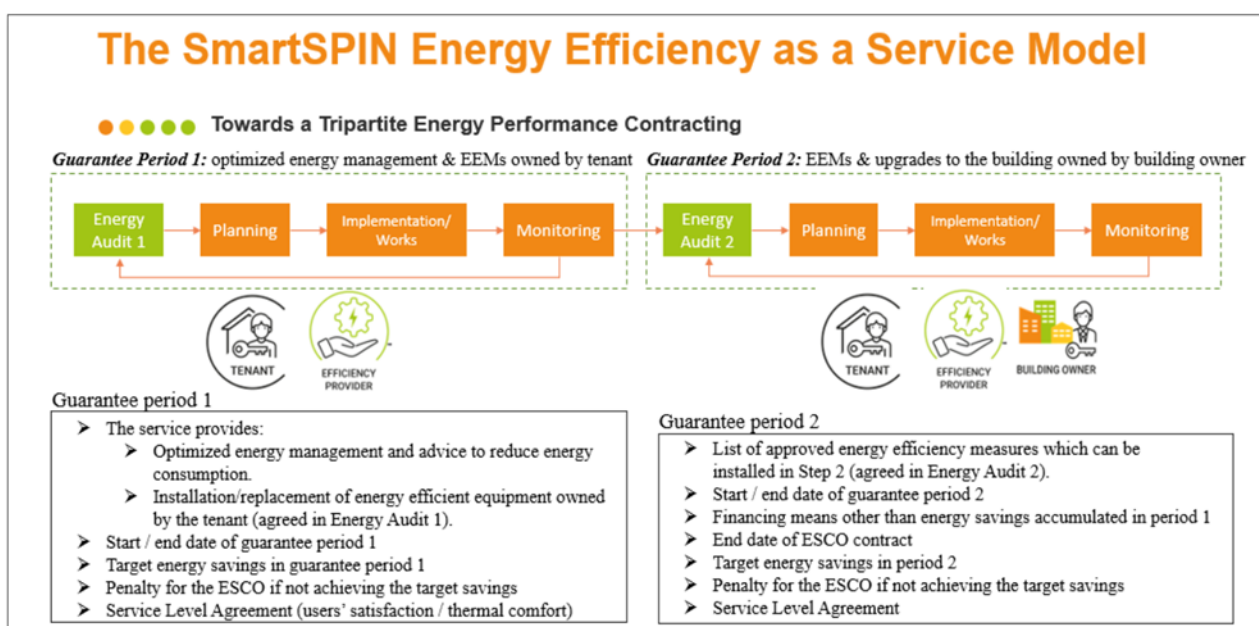 The SmartSPIN Energy Efficiency as a Service Model
Towards a Tripartite Energy Performance Contracting
Guarantee Period 1: optimized energy management & EEMs owned by tenant
Guarantee Period 2: EEMs & upgrades to the building owned by building owner
Energy
Audit 1
Planning
Implementation/
Works
Monitoring
Energy
Audit 2
Planning
Implementation/
Works
Monitoring
TENANT
EFFICIENCY
PROVIDER
TENANT
EFFICIENCY
PROVIDER
BUILDING OWNER
Guarantee period 1
The service provides:
Optimized energy management and advice to reduce energy
consumption.
Installation/replacement of energy efficient equipment owned
by the tenant (agreed in Energy Audit 1).
Start / end date of guarantee period 1
Target energy savings in guarantee period 1
Penalty for the ESCO if not achieving the target savings
Service Level Agreement (users' satisfaction / thermal comfort)
Guarantee period 2
List of approved energy efficiency measures which can be
installed in Step 2 (agreed in Energy Audit 2).
Start / end date of guarantee period 2
Financing means other than energy savings accumulated in period 1
End date of ESCO contract
Target energy savings in period 2
Penalty for the ESCO if not achieving the target savings
Service Level Agreement